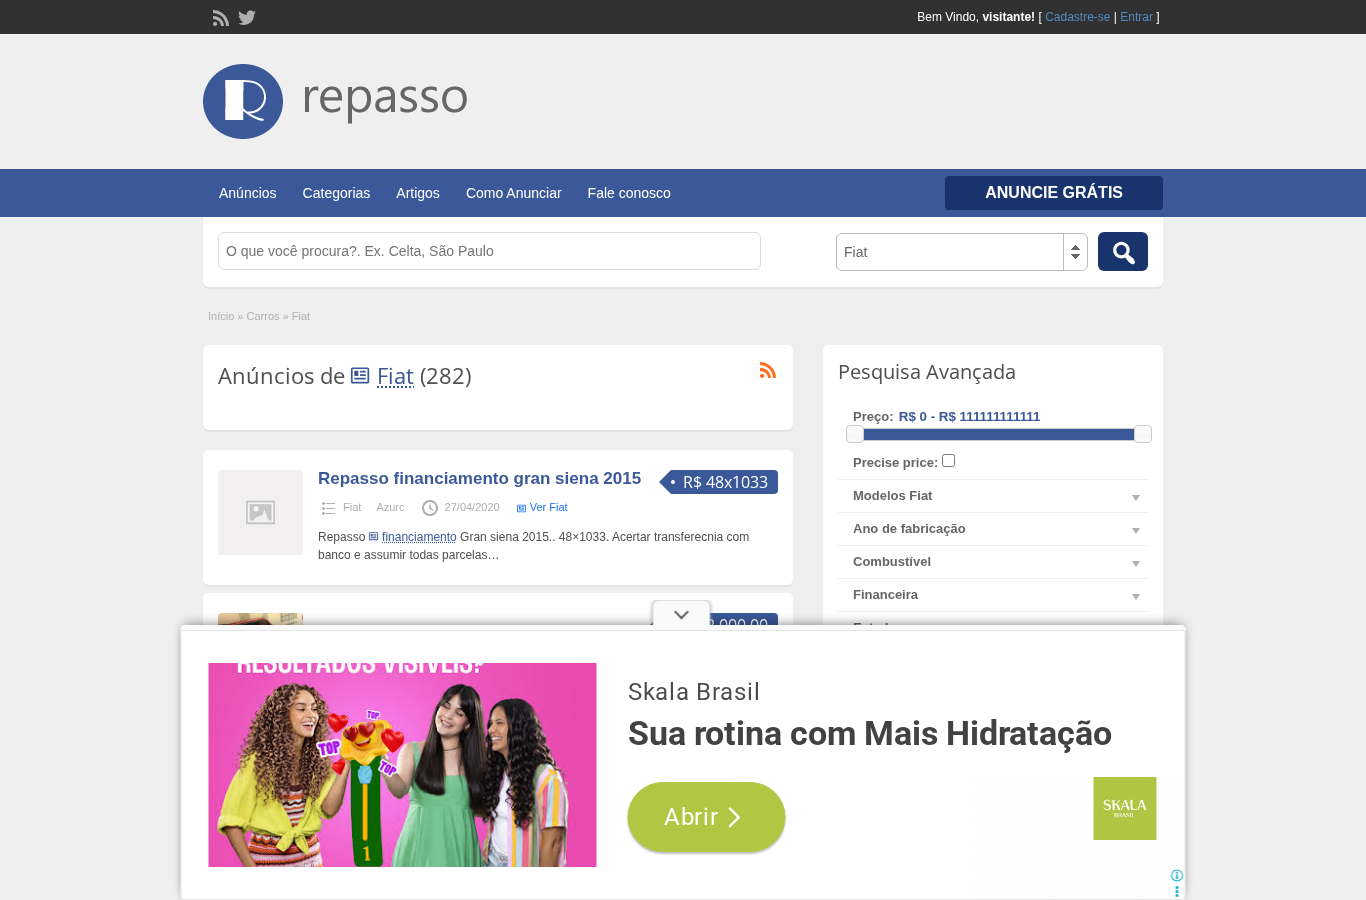 Bem Vindo, visitante! [ Cadastre-se | Entrar ]
repasso
Anúncios Categorias Artigos Como Anunciar Fale conosco
ANUNCIE GRÁTIS
O que você procura?. Ex. Celta, São Paulo
Fiat
Início » Carros » Fiat
Anúncios de Fiat (282)
Repasso financiamento gran siena 2015
R$ 48x1033
Fiat Azurc 27/04/2020 Ver Fiat
Repasso financiamento Gran siena 2015.. 48×1033. Acertar transferecnia com
banco e assumir todas parcelas…
Pesquisa Avançada
Preço: R$ 0 - R$ 111111111111
Precise price:
Modelos Fiat
Ano de fabricação
Combustível
Financeira
RESULTADOS VISÍVEIS?
TOP
TOP
TOP
1
Skala Brasil
Sua rotina com Mais Hidratação
Abrir
SKALA
BRASIL